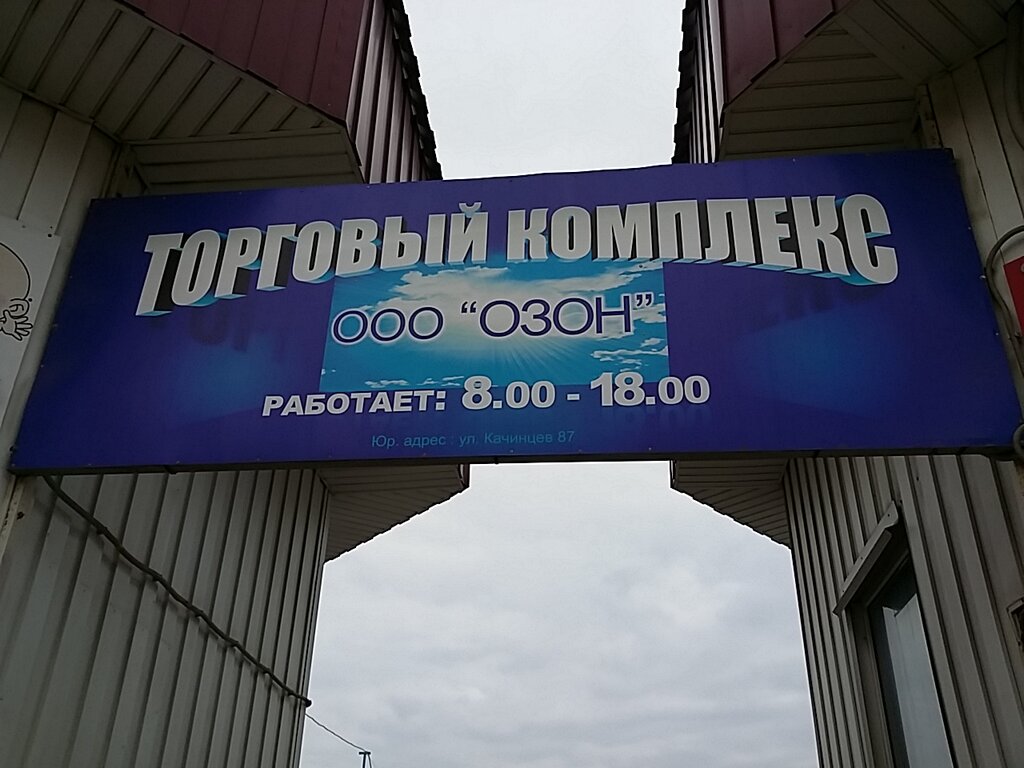 ТОРГОВЫЙ КОМПЛЕКС
ООО "ОЗОН"
РАБОТАЕТ: 8.00 - 18.00
Юр. адрес : ул. Качинцев 87